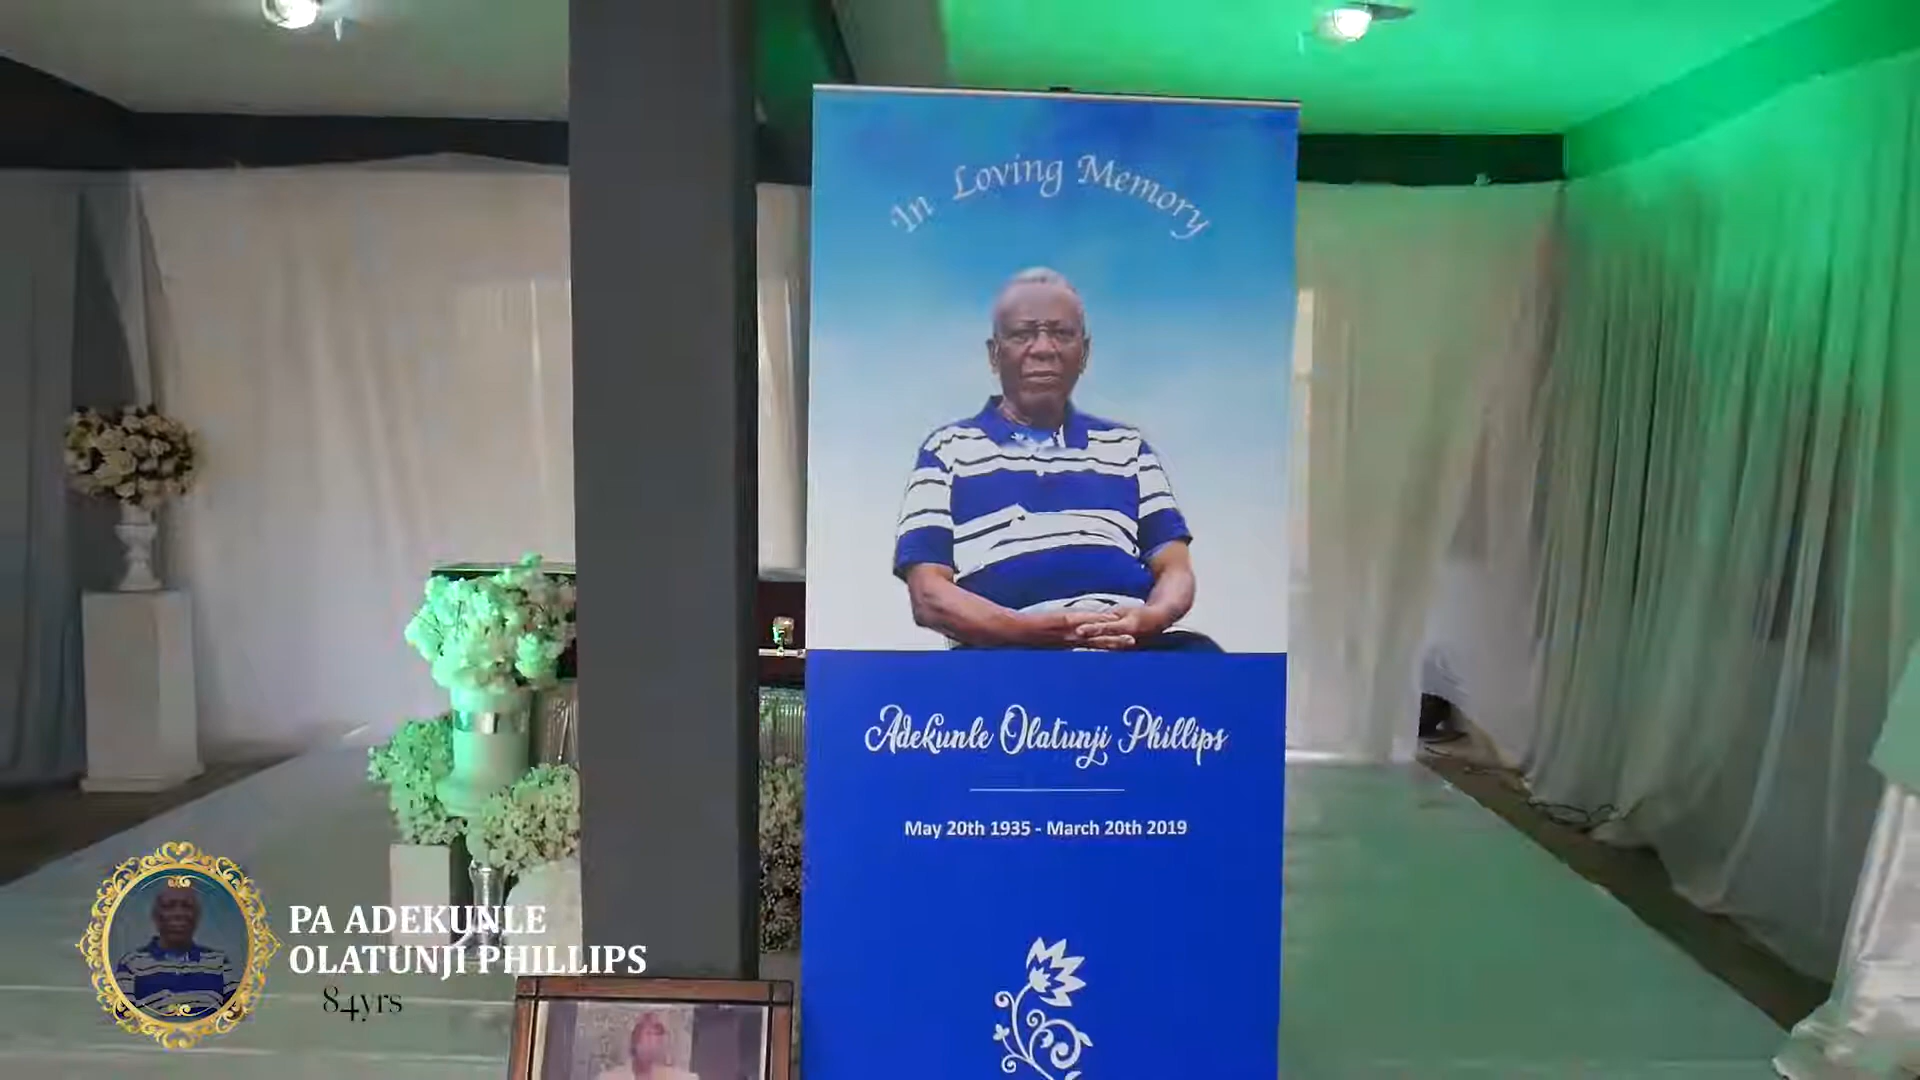 In Loving Memory
Adekunle Olatunji Phillips
May 20th 1935 - March 20th 2019
PA ADEKUNLE
OLATUNJI PHILLIPS
84yrs